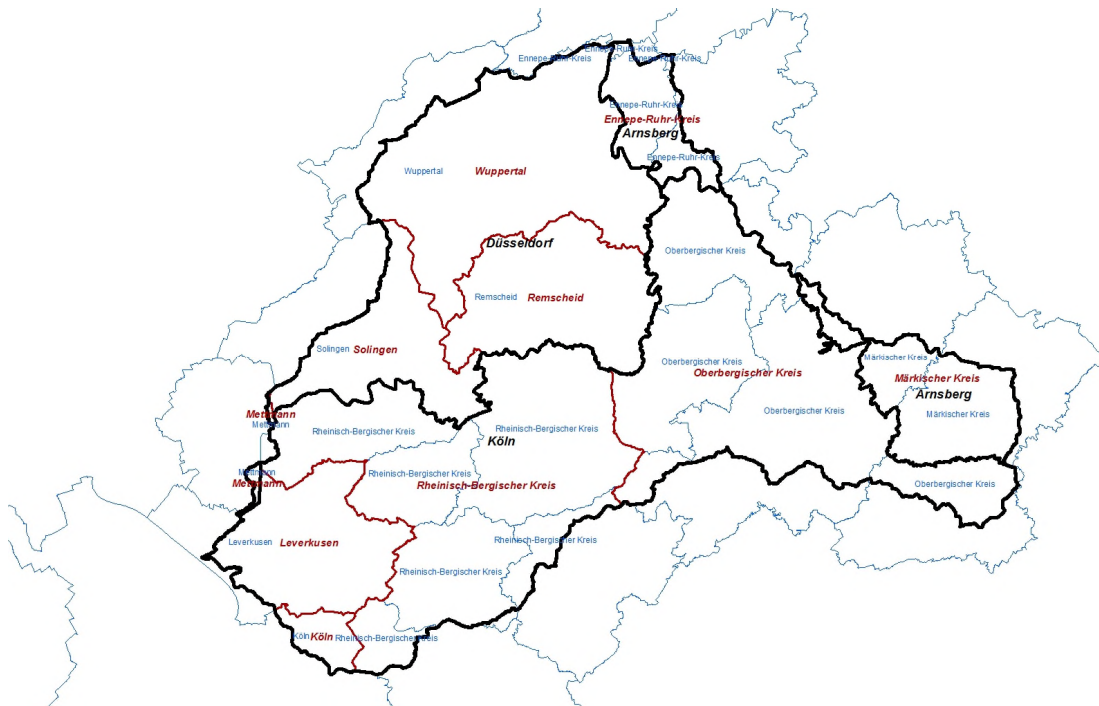 Ennepe-Ruhr-Kreis
Ennepe-Ruhr-Kreis
Ennepe-Ruhr-Kreis
Ennepe-Ruhr-Kreis
Ennepe-Ruhr-Kreis
Arnsberg
Ennepe-Ruhr-Kreis
Wuppertal
Wuppertal
Düsseldorf
Oberbergischer Kreis
Remscheid
Remscheid
Solingen
Solingen
Oberbergischer Kreis
Oberbergischer Kreis
Märkischer Kreis
Märkischer Kreis
Arnsberg
Märkischer Kreis
Mettmann
Mettmann
Rheinisch-Bergischer Kreis
Rheinisch-Bergischer Kreis
Köln
Oberbergischer Kreis
Mettmann
Mettmann
Rheinisch-Bergischer Kreis
Rheinisch-Bergischer Kreis
Oberbergischer Kreis
Leverkusen
Leverkusen
Rheinisch-Bergischer Kreis
Rheinisch-Bergischer Kreis
Köln
Köln
Rheinisch-Bergischer Kreis